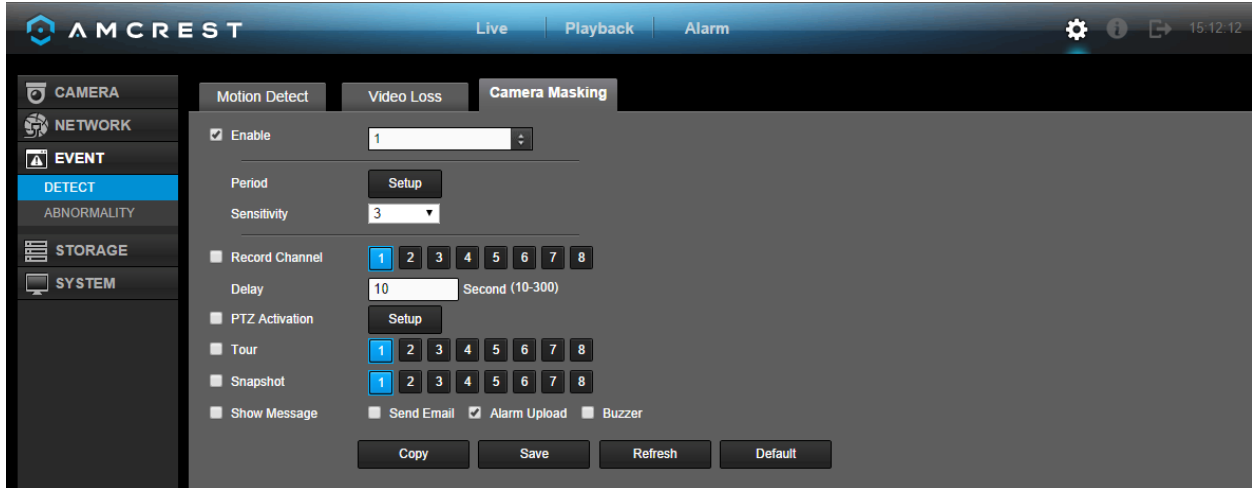 AMCREST Live Playback Alarm 15:12:12
CAMERA
NETWORK
EVENT
DETECT
ABNORMALITY
STORAGE
SYSTEM
Motion Detect Video Loss Camera Masking
Enable 1
Period Setup
Sensitivity 3
Record Channel 1 2 3 4 5 6 7 8
Delay 10 Second (10-300)
PTZ Activation Setup
Tour 1 2 3 4 5 6 7 8
Snapshot 1 2 3 4 5 6 7 8
Show Message Send Email Alarm Upload Buzzer
Copy Save Refresh Default